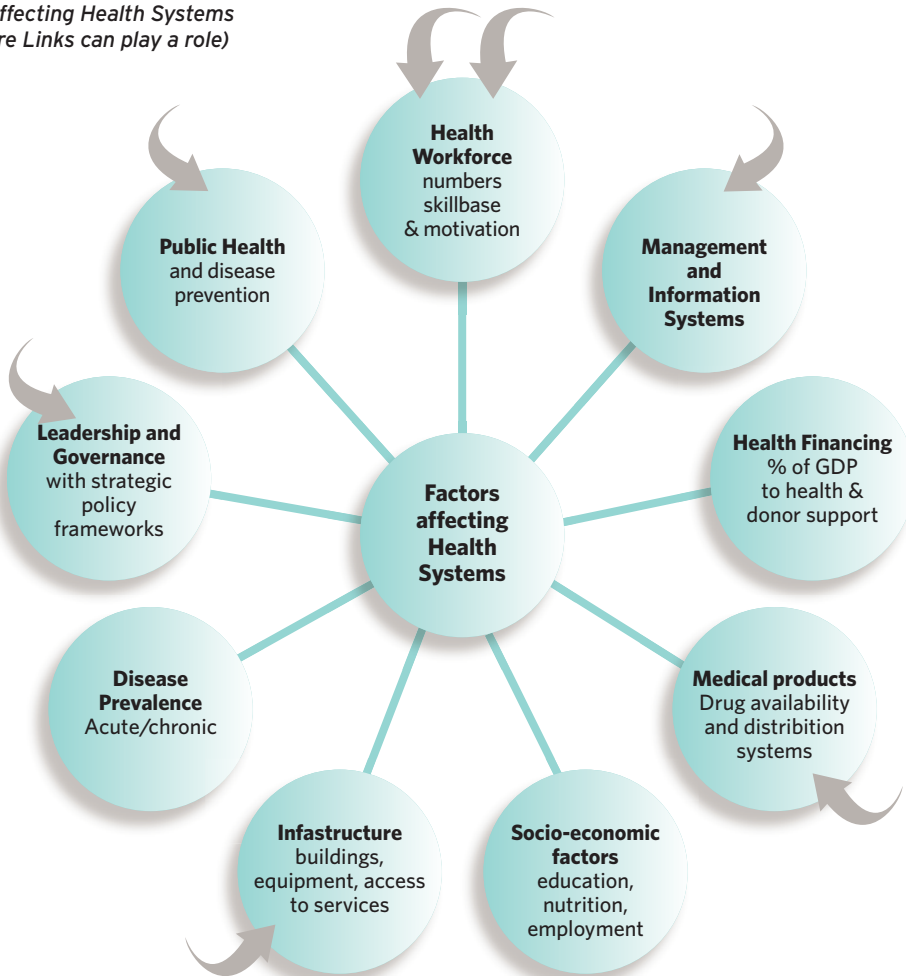 ffecting Health Systems
re Links can play a role)
Health
Workforce
numbers
skillbase
& motivation
Management
and
Information
Systems
Health Financing
% of GDP
to health &
donor support
Medical products
Drug availability
and distribition
systems
Socio-economic
factors
education,
nutrition,
employment
Infastructure
buildings,
equipment, access
to services
Disease
Prevalence
Acute/chronic
Leadership and
Governance
with strategic
policy
frameworks
Public Health
and disease
prevention
Factors
affecting
Health
Systems